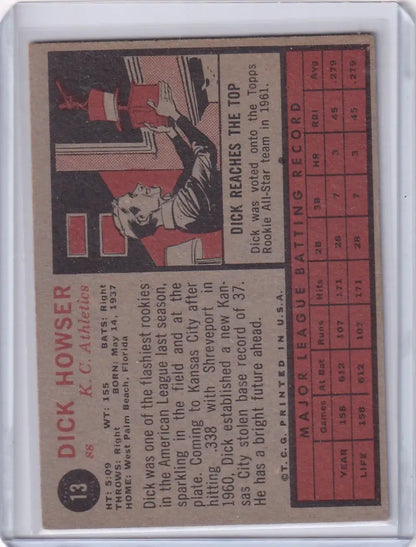 13
DICK HOWSER
SS K. C. Athletics
HT: 5:09 WT: 155 BATS: Right
THROWS: Right BORN: May 14, 1937
HOME: West Palm Beach, Florida
Dick was one of the flashiest rookies
in the American League last season,
sparkling in the field and at the
plate. Coming to Kansas City after
hitting .338 with Shreveport in
1960, Dick established a new Kan-
sas City stolen base record of 37.
He has a bright future ahead.
DICK REACHES THE TOP
Dick was voted onto the Topps
Rookie All-Star team in 1961.
©T.C.G. PRINTED IN U.S.A.
MAJOR LEAGUE BATTING RECORD
Games At Bat Runs Hits 2B 3B HR RBI Avg
YEAR 158 612 107 171 28 7 3 45 .279
LIFE 158 612 107 171 28 7 3 45 .279